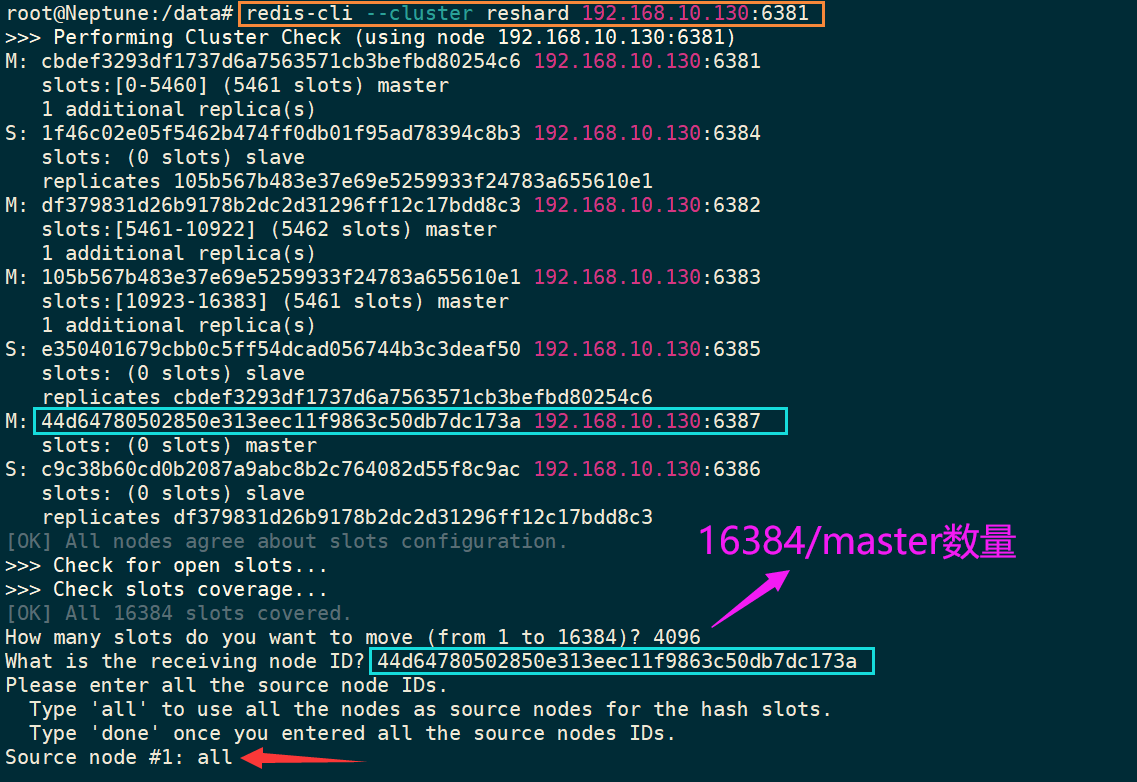 root@Neptune:/data# redis-cli --cluster reshard 192.168.10.130:6381
>>> Performing Cluster Check (using node 192.168.10.130:6381)
M: cbdef3293df1737d6a7563571cb3befbd80254c6 192.168.10.130:6381
   slots:[0-5460] (5461 slots) master
   1 additional replica(s)
S: 1f46c02e05f5462b474ff0db01f95ad78394c8b3 192.168.10.130:6384
   slots: (0 slots) slave
   replicates 105b567b483e37e69e5259933f24783a655610e1
M: df379831d26b9178b2dc2d31296ff12c17bdd8c3 192.168.10.130:6382
   slots:[5461-10922] (5462 slots) master
   1 additional replica(s)
M: 105b567b483e37e69e5259933f24783a655610e1 192.168.10.130:6383
   slots:[10923-16383] (5461 slots) master
   1 additional replica(s)
S: e350401679cbb0c5ff54dcad056744b3c3deaf50 192.168.10.130:6385
   slots: (0 slots) slave
   replicates cbdef3293df1737d6a7563571cb3befbd80254c6
M: 44d64780502850e313eec11f9863c50db7dc173a 192.168.10.130:6387
   slots: (0 slots) master
S: c9c38b60cd0b2087a9abc8b2c764082d55f8c9ac 192.168.10.130:6386
   slots: (0 slots) slave
   replicates df379831d26b9178b2dc2d31296ff12c17bdd8c3
[OK] All nodes agree about slots configuration.
16384/master数量
>>> Check for open slots...
>>> Check slots coverage...
[OK] All 16384 slots covered.
How many slots do you want to move (from 1 to 16384)? 4096
What is the receiving node ID? 44d64780502850e313eec11f9863c50db7dc173a
Please enter all the source node IDs.
  Type 'all' to use all the nodes as source nodes for the hash slots.
  Type 'done' once you entered all the source nodes IDs.
Source node #1: all